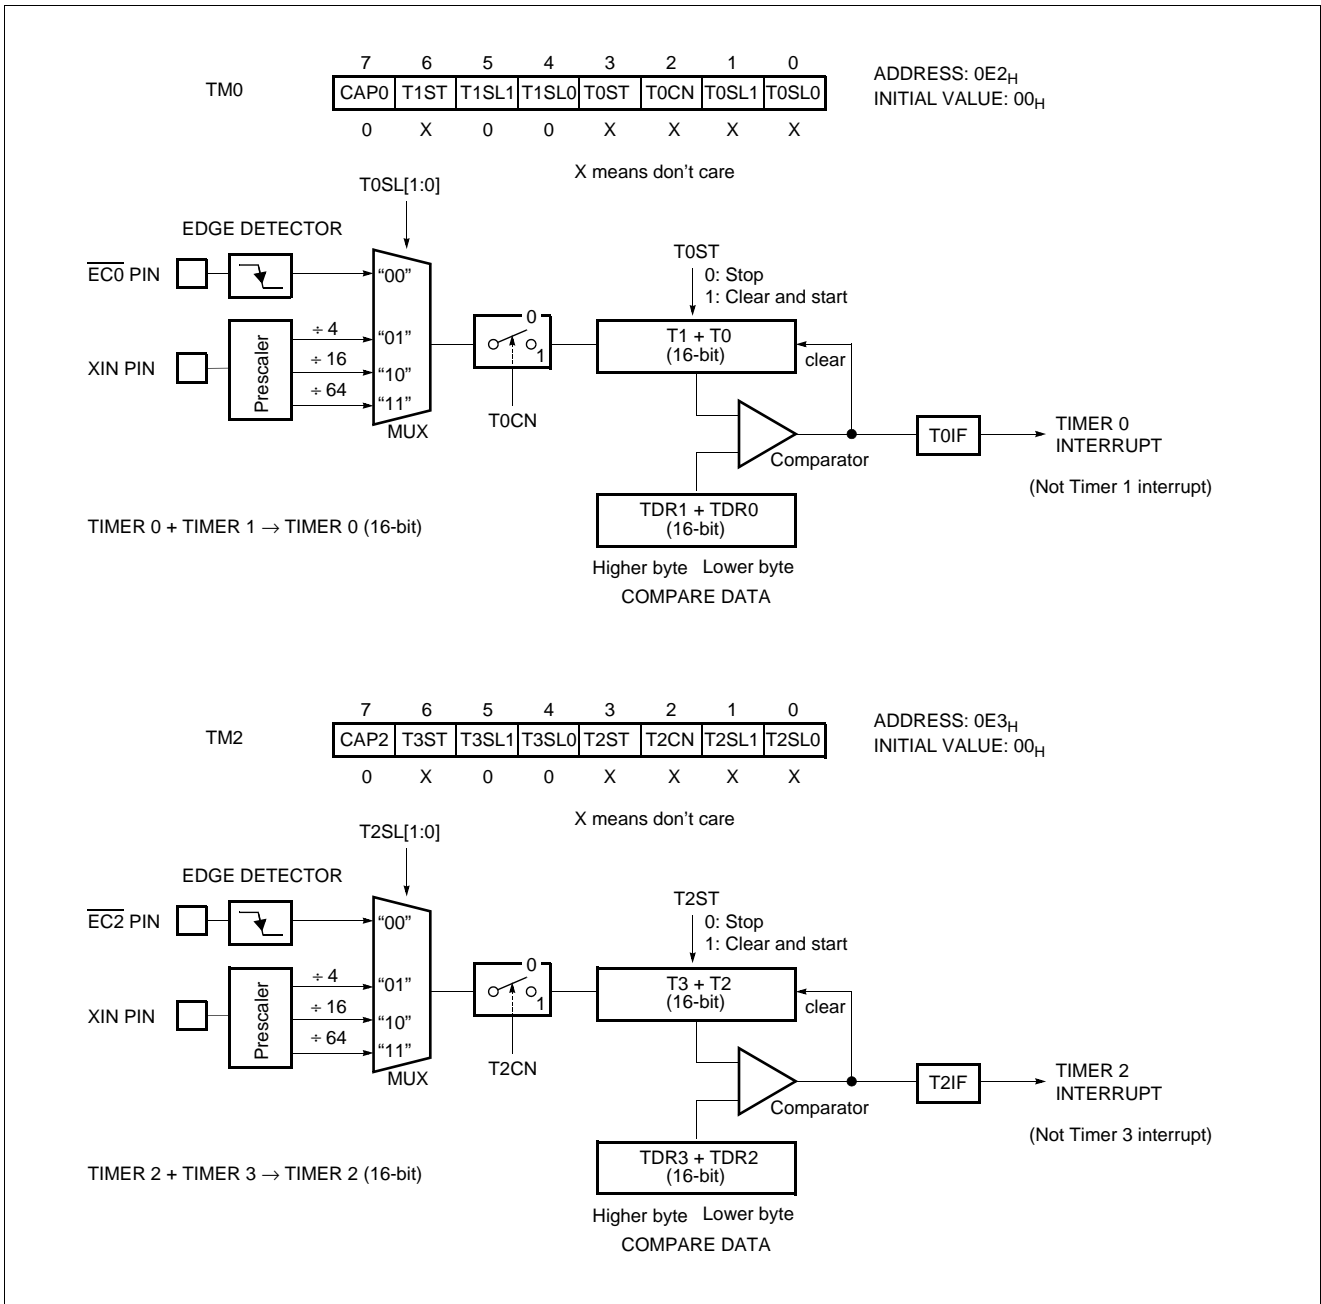 7 6 5 4 3 2 1 0
TM0 CAP0 T1ST T1SL1 T1SL0 T0ST T0CN T0SL1 T0SL0
ADDRESS: 0E2H
INITIAL VALUE: 00H
0 X 0 0 X X X X
X means don't care
T0SL[1:0]
EDGE DETECTOR
EC0 PIN
"00"
T0ST
0: Stop
1: Clear and start
XIN PIN
Prescaler
÷ 4
÷ 16
÷ 64
"01"
"10"
"11"
MUX
0
1
T0CN
T1 + T0
(16-bit)
clear
Comparator
T0IF
TIMER 0
INTERRUPT
(Not Timer 1 interrupt)
TDR1 + TDR0
(16-bit)
Higher byte Lower byte
COMPARE DATA
TIMER 0 + TIMER 1 → TIMER 0 (16-bit)
7 6 5 4 3 2 1 0
TM2 CAP2 T3ST T3SL1 T3SL0 T2ST T2CN T2SL1 T2SL0
ADDRESS: 0E3H
INITIAL VALUE: 00H
0 X 0 0 X X X X
X means don't care
T2SL[1:0]
EDGE DETECTOR
EC2 PIN
"00"
T2ST
0: Stop
1: Clear and start
XIN PIN
Prescaler
÷ 4
÷ 16
÷ 64
"01"
"10"
"11"
MUX
0
1
T2CN
T3 + T2
(16-bit)
clear
Comparator
T2IF
TIMER 2
INTERRUPT
(Not Timer 3 interrupt)
TDR3 + TDR2
(16-bit)
Higher byte Lower byte
COMPARE DATA
TIMER 2 + TIMER 3 → TIMER 2 (16-bit)